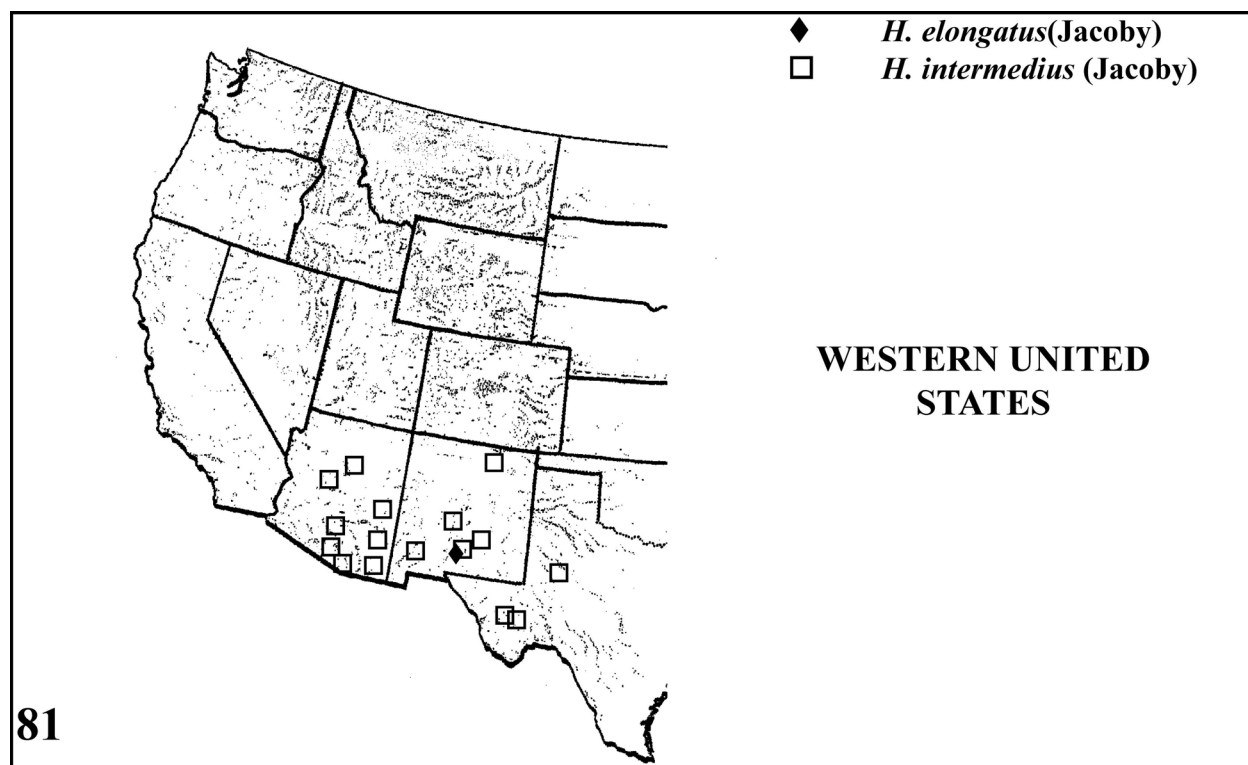 H. elongatus(Jacoby)
H. intermedius (Jacoby)
WESTERN UNITED
STATES
81